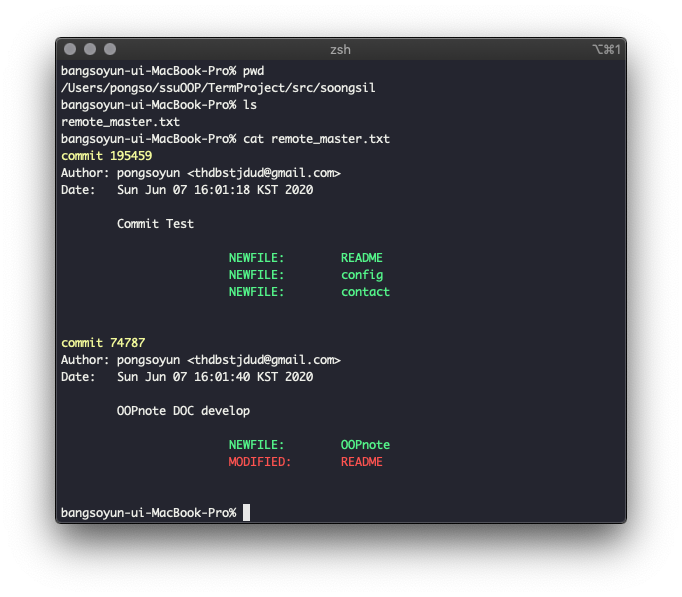 zsh
⌥⌘1
bangsoyun-ui-MacBook-Pro% pwd
/Users/pongso/ssuOOP/TermProject/src/soongsil
bangsoyun-ui-MacBook-Pro% ls
remote_master.txt
bangsoyun-ui-MacBook-Pro% cat remote_master.txt
commit 195459
Author: pongsoyun <thdbstjdud@gmail.com>
Date:   Sun Jun 07 16:01:18 KST 2020
Commit Test
NEWFILE:        README
NEWFILE:        config
NEWFILE:        contact
commit 74787
Author: pongsoyun <thdbstjdud@gmail.com>
Date:   Sun Jun 07 16:01:40 KST 2020
OOPnote DOC develop
NEWFILE:        OOPnote
MODIFIED:       README
bangsoyun-ui-MacBook-Pro%